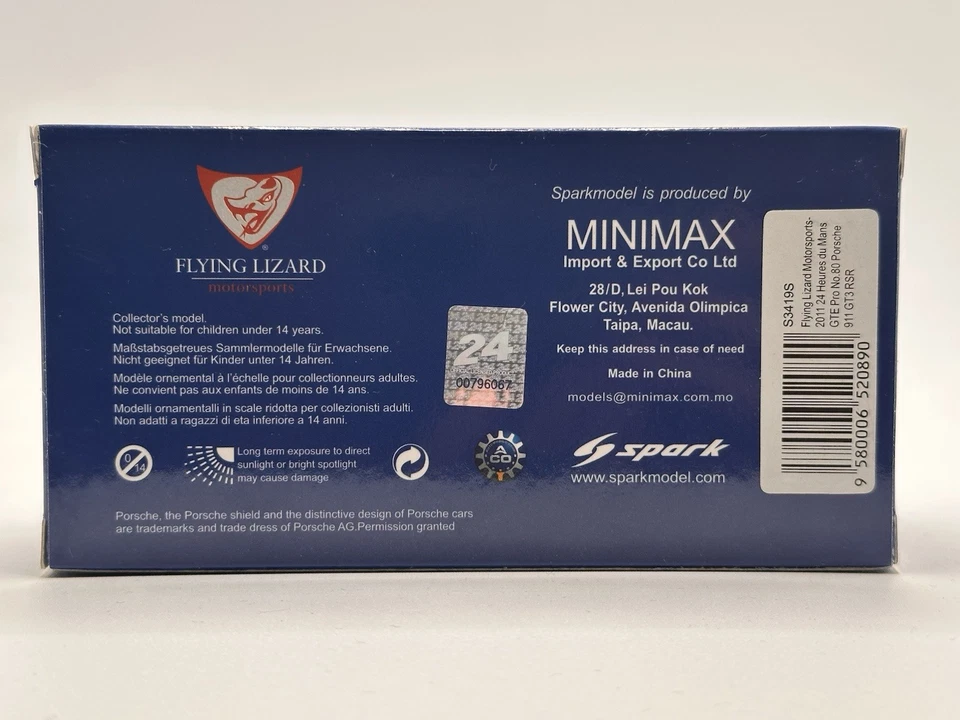 FLYING LIZARD
motorsports
Collector's model.
Not suitable for children under 14 years.
Maßstabsgetreues Sammlermodelle für Erwachsene.
Nicht geeignet für Kinder unter 14 Jahren.
Modèle ornemental à l'échelle pour collectionneurs adultes.
Ne convient pas aux enfants de moins de 14 ans.
Modelli ornamentalli in scale ridotta per collezionisti adulti.
Non adatti a ragazzi di eta inferiore a 14 anni.
0/14
Long term exposure to direct
sunlight or bright spotlight
may cause damage
ACO
Porsche, the Porsche shield and the distinctive design of Porsche cars
are trademarks and trade dress of Porsche AG.Permission granted
24
00796067
Sparkmodel is produced by
MINIMAX
Import & Export Co Ltd
28/D, Lei Pou Kok
Flower City, Avenida Olimpica
Taipa, Macau.
Keep this address in case of need
Made in China
models@minimax.com.mo
spark
www.sparkmodel.com
S3419S
Flying Lizard Motorsports-
2011 24 Heures du Mans
GTE Pro No.80 Porsche
911 GT3 RSR
9 580006 520890